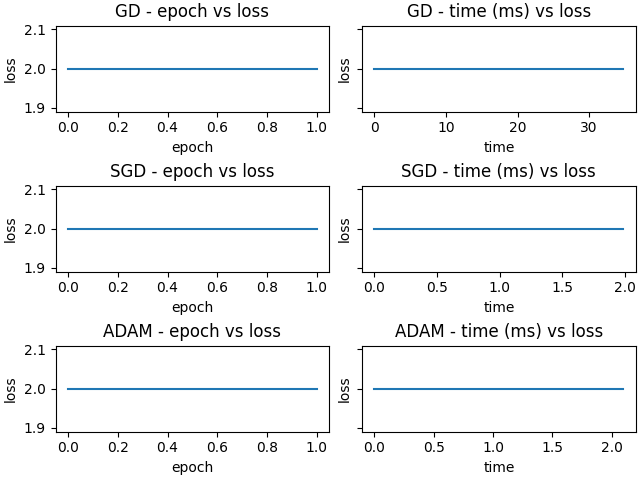 GD - epoch vs loss
GD - time (ms) vs loss
2.1
2.0
1.9
loss
0.0 0.2 0.4 0.6 0.8 1.0
epoch
loss
0 10 20 30
time
SGD - epoch vs loss
SGD - time (ms) vs loss
2.1
2.0
1.9
loss
0.0 0.2 0.4 0.6 0.8 1.0
epoch
loss
0.0 0.5 1.0 1.5 2.0
time
ADAM - epoch vs loss
ADAM - time (ms) vs loss
2.1
2.0
1.9
loss
0.0 0.2 0.4 0.6 0.8 1.0
epoch
loss
0.0 0.5 1.0 1.5 2.0
time